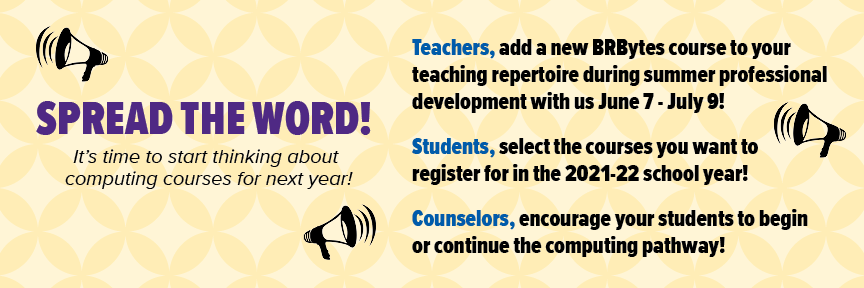 SPREAD THE WORD!
It's time to start thinking about
computing courses for next year!
Teachers, add a new BRBytes course to your
teaching repertoire during summer professional
development with us June 7 - July 9!
Students, select the courses you want to
register for in the 2021-22 school year!
Counselors, encourage your students to begin
or continue the computing pathway!